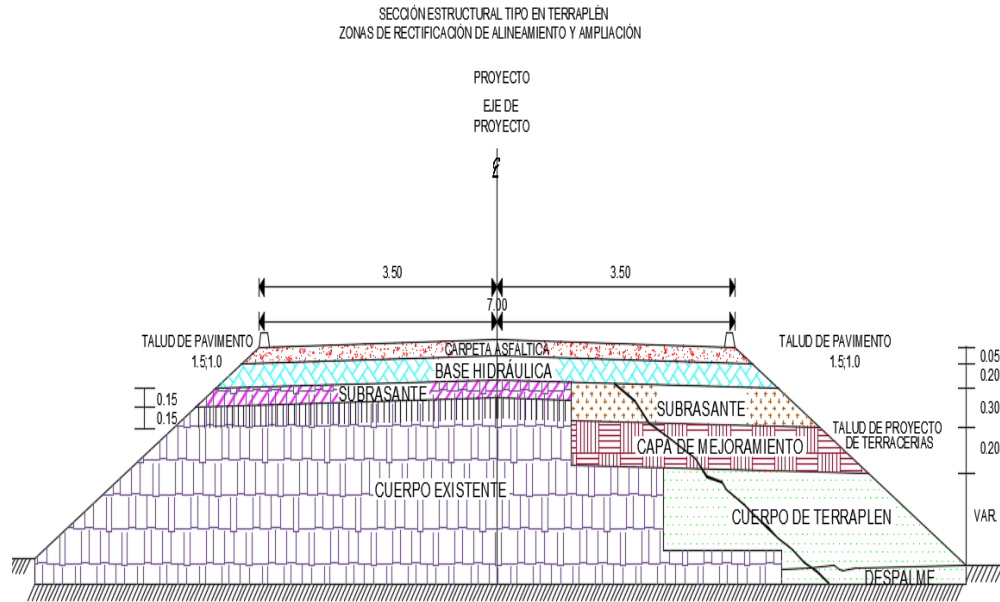 SECCIÓN ESTRUCTURAL TIPO EN TERRAPLÉN
ZONAS DE RECTIFICACIÓN DE ALINEAMIENTO Y AMPLIACIÓN
PROYECTO
EJE DE
PROYECTO
3.50
3.50
7.00
TALUD DE PAVIMENTO
1.5;1.0
TALUD DE PAVIMENTO
1.5;1.0
CARPETA ASFÁLTICA
0.05
BASE HIDRÁULICA
0.20
0.15
SUBRASANTE
SUBRASANTE
0.30
0.15
TALUD DE PROYECTO
DE TERRACERIAS
CAPA DE MEJORAMIENTO
0.20
CUERPO EXISTENTE
CUERPO DE TERRAPLEN
VAR.
DESPALME